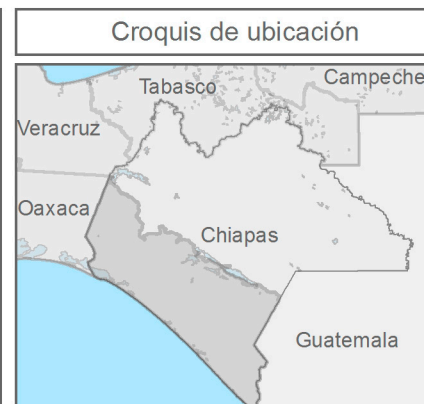 Croquis de ubicación
Campeche
Tabasco
Veracruz
Oaxaca
Chiapas
Guatemala